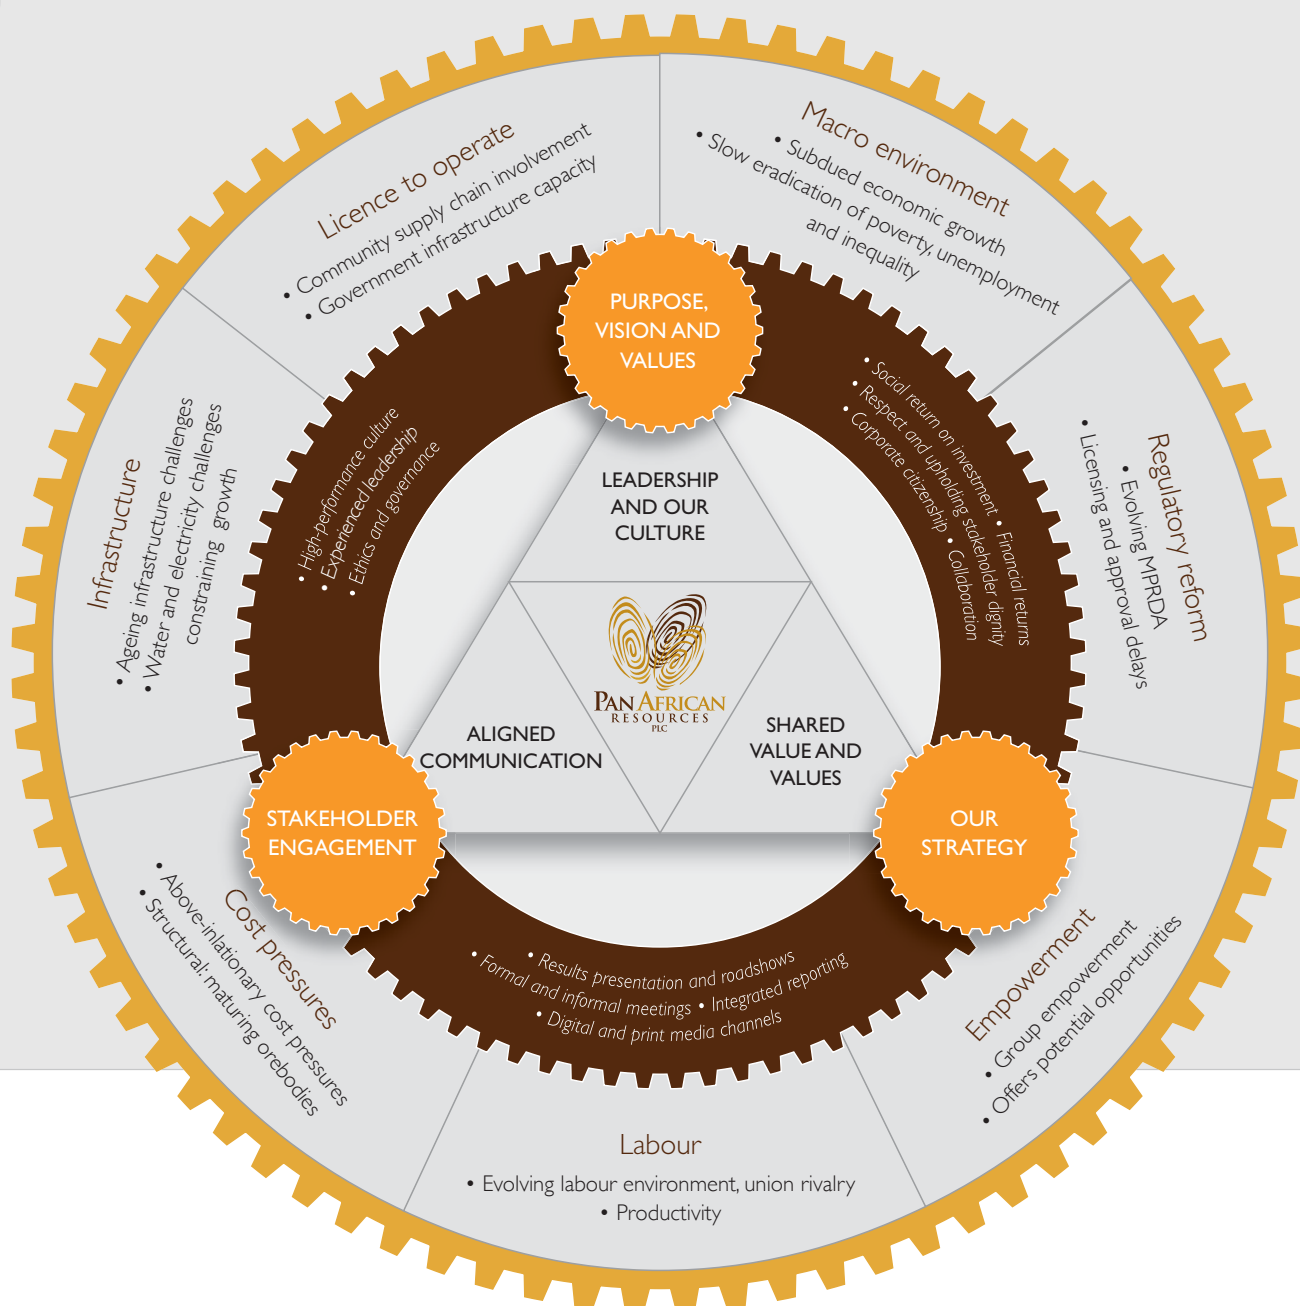 Macro environment
• Subdued economic growth
• Slow eradication of poverty, unemployment
and inequality
Regulatory reform
• Evolving MPRDA
• Licensing and approval delays
Empowerment
• Group empowerment
• Offers potential opportunities
Labour
• Evolving labour environment, union rivalry
• Productivity
Cost pressures
• Above-inlationary cost pressures
• Structural: maturing orebodies
Infrastructure
• Ageing infrastructure challenges
• Water and electricity challenges
constraining growth
Licence to operate
• Community supply chain involvement
• Government infrastructure capacity
PURPOSE,
VISION AND
VALUES
• Social return on investment • Financial returns
• Respect and upholding stakeholder dignity
• Corporate citizenship • Collaboration
OUR
STRATEGY
• Results presentation and roadshows
• Formal and informal meetings • Integrated reporting
• Digital and print media channels
STAKEHOLDER
ENGAGEMENT
• High-performance culture
• Experienced leadership
• Ethics and governance
LEADERSHIP
AND OUR
CULTURE
PAN AFRICAN
RESOURCES
PLC
ALIGNED
COMMUNICATION
SHARED
VALUE AND
VALUES